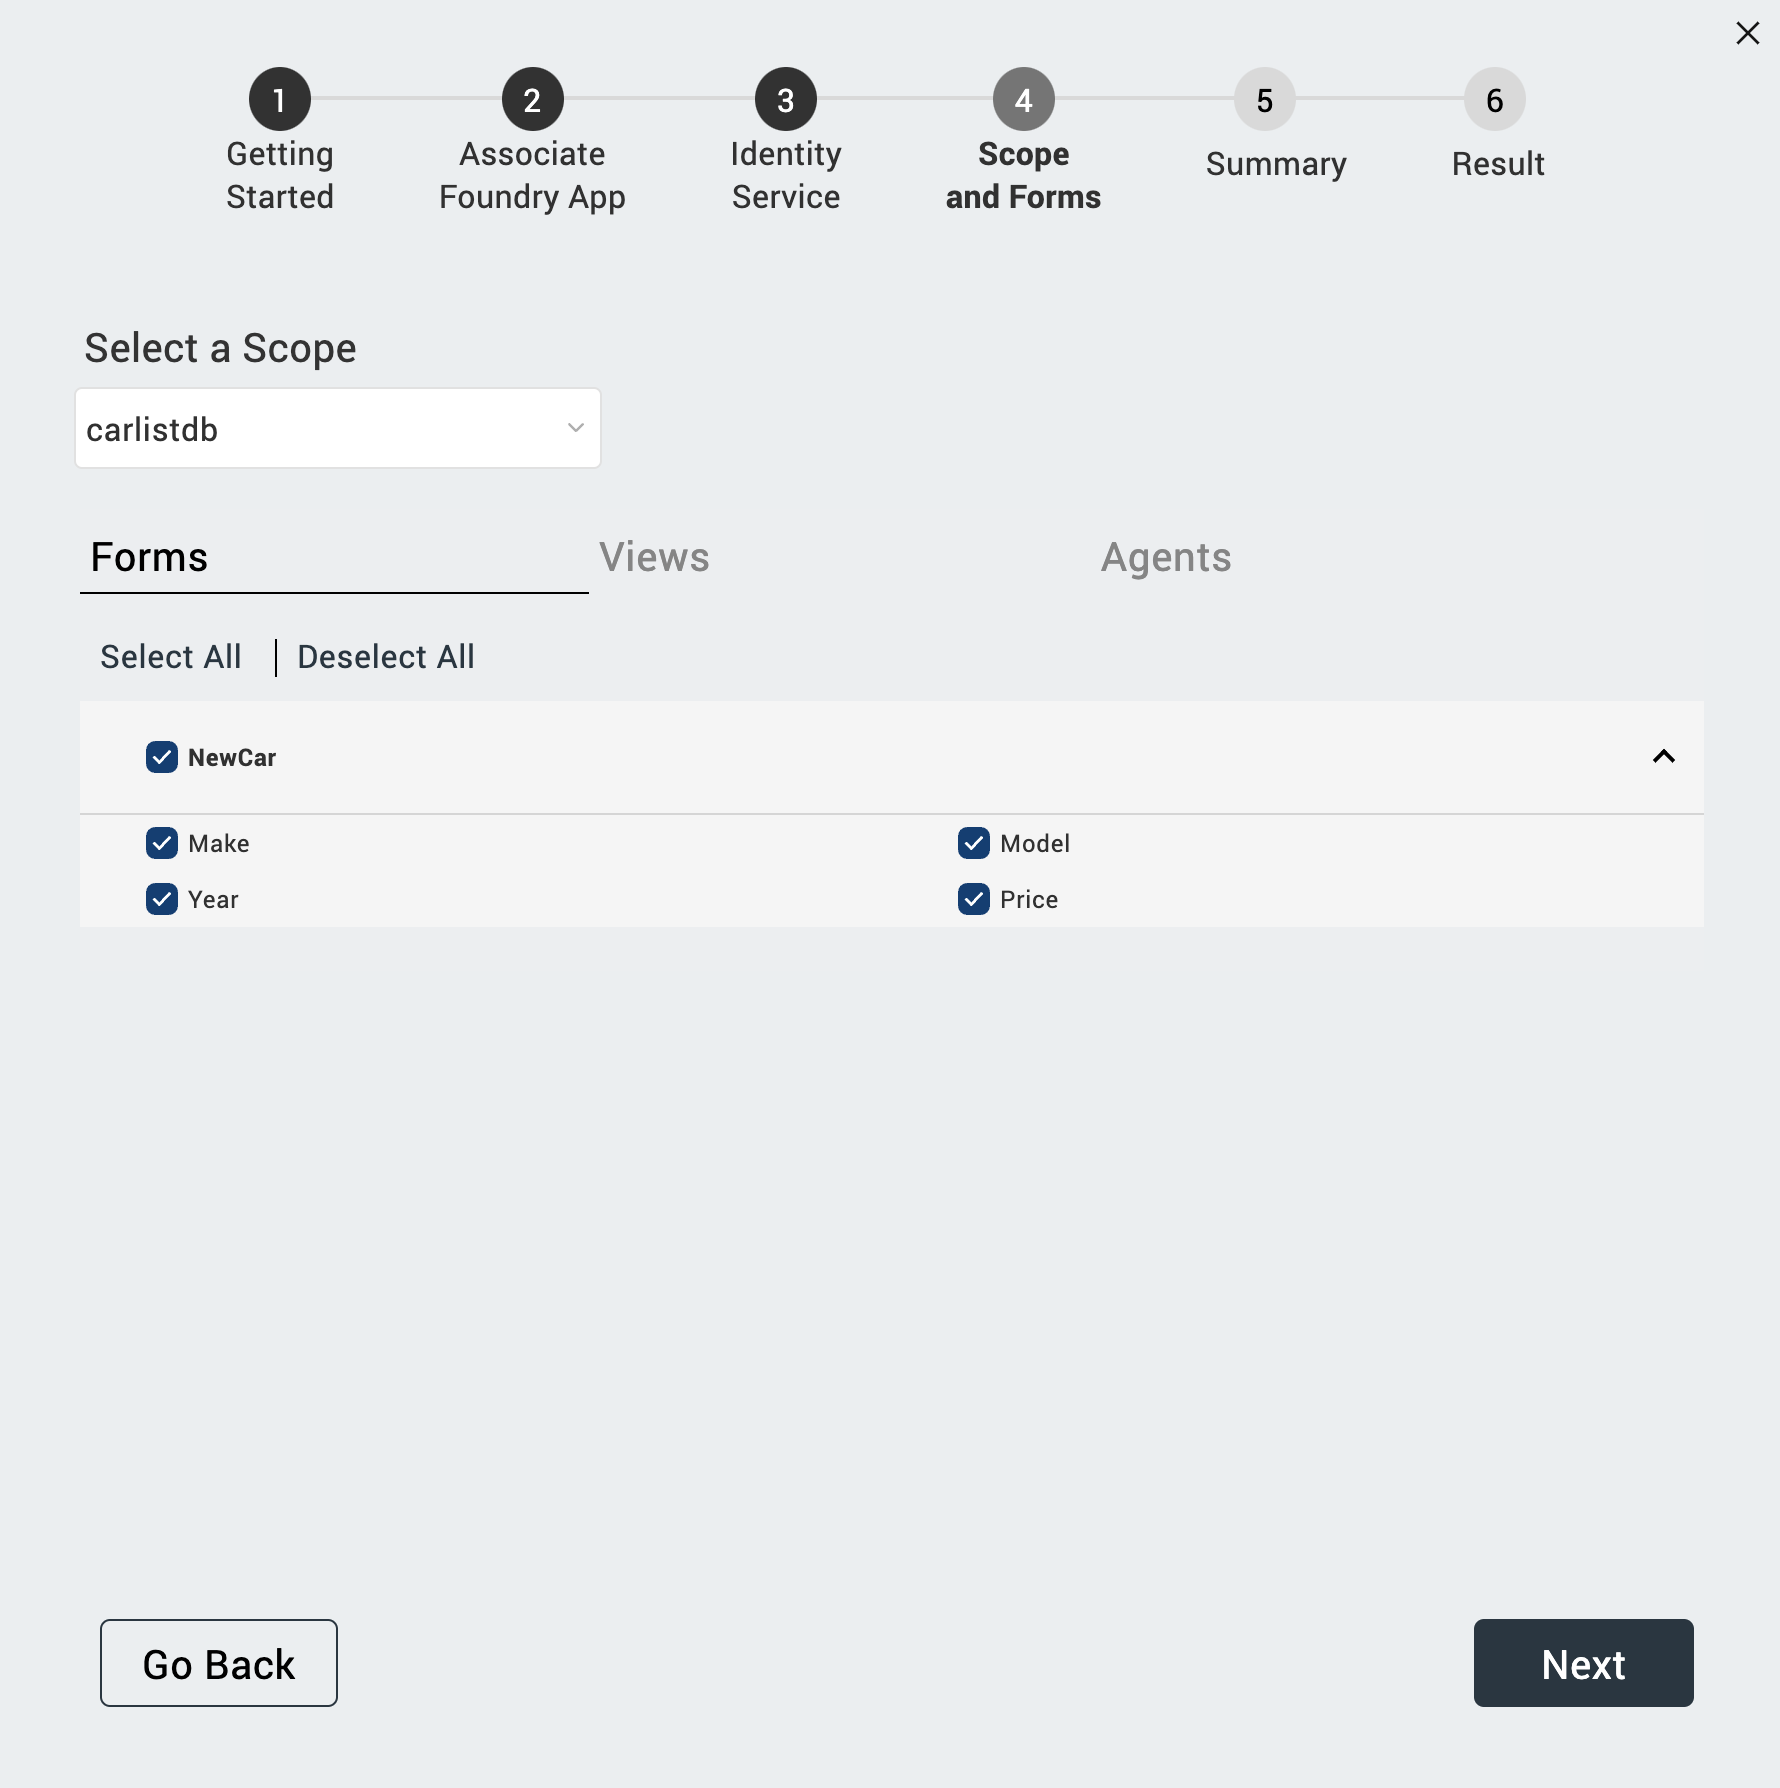 1
2
3
4
5
6
Getting
Started
Associate
Foundry App
Identity
Service
Scope
and Forms
Summary
Result
Select a Scope
carlistdb
Forms
Views
Agents
Select All | Deselect All
NewCar
Make
Model
Year
Price
Go Back
Next